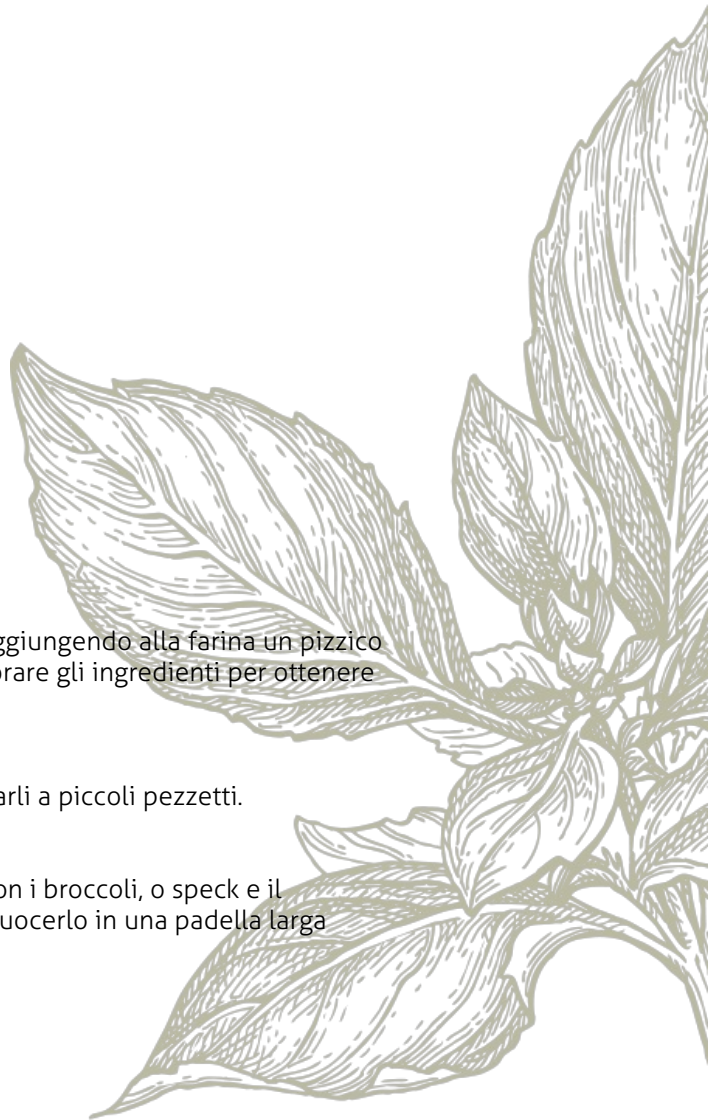 ggiungendo alla farina un pizzico
orare gli ingredienti per ottenere
arli a piccoli pezzetti.
on i broccoli, o speck e il
uocerlo in una padella larga